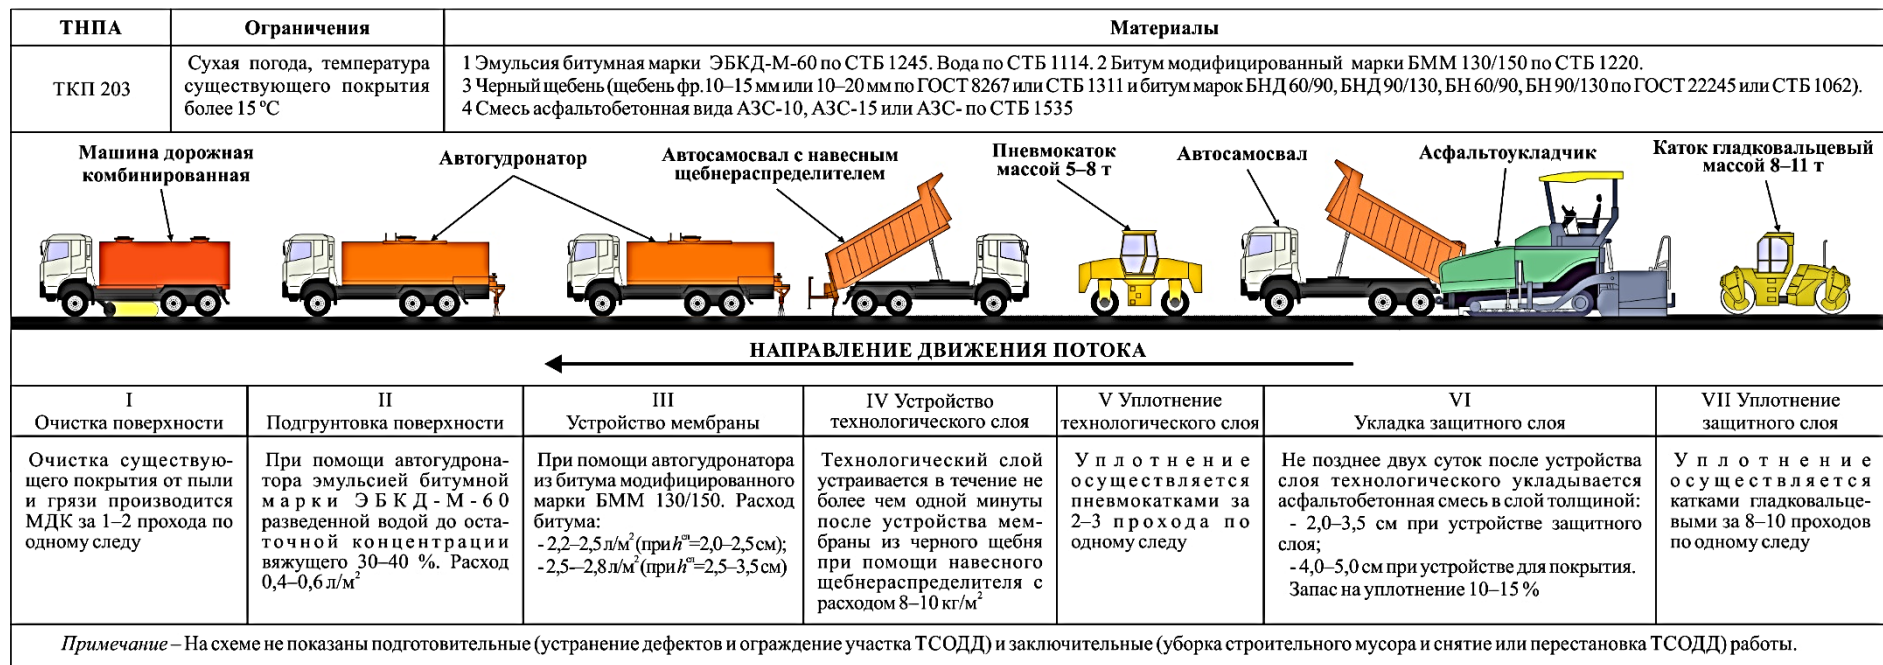 ТНПА
Ограничения
Материалы
ТКП 203
Сухая погода, температура
существующего покрытия
более 15 ºС
1 Эмульсия битумная марки ЭБКД-М-60 по СТБ 1245. Вода по СТБ 1114. 2 Битум модифицированный марки БММ 130/150 по СТБ 1220.
3 Черный щебень (щебень фр.10–15 мм или 10–20 мм по ГОСТ 8267 или СТБ 1311 и битум марок БНД 60/90, БНД 90/130, БН 60/90, БН 90/130 по ГОСТ 22245 или СТБ 1062).
4 Смесь асфальтобетонная вида АЗС-10, АЗС-15 или АЗС- по СТБ 1535
Машина дорожная
комбинированная
Автогудронатор
Автосамосвал с навесным
щебнераспределителем
Пневмокаток
массой 5–8 т
Автосамосвал
Асфальтоукладчик
Каток гладковальцевый
массой 8–11 т
НАПРАВЛЕНИЕ ДВИЖЕНИЯ ПОТОКА
I
Очистка поверхности
II
Подгрунтовка поверхности
III
Устройство мембраны
IV Устройство
технологического слоя
V Уплотнение
технологического слоя
VI
Укладка защитного слоя
VII Уплотнение
защитного слоя
Очистка существую-
щего покрытия от пыли
и грязи производится
МДК за 1–2 прохода по
одному следу
При помощи автогудрона-
тора эмульсией битумной
марки ЭБКД-М-60
разведенной водой до оста-
точной концентрации
вяжущего 30–40 %. Расход
0,4–0,6 л/м²
При помощи автогудронатора
из битума модифицированного
марки БММ 130/150. Расход
битума:
- 2,2–2,5 л/м² (при hсл=2,0–2,5 см);
- 2,5-–2,8 л/м² (при hсл=2,5–3,5 см)
Технологический слой
устраивается в течение не
более чем одной минуты
после устройства мем-
браны из черного щебня
при помощи навесного
щебнераспределителя с
расходом 8–10 кг/м²
Уплотнение
осуществляется
пневмокатками за
2–3 прохода по
одному следу
Не позднее двух суток после устройства
слоя технологического укладывается
асфальтобетонная смесь в слой толщиной:
- 2,0–3,5 см при устройстве защитного
слоя;
- 4,0–5,0 см при устройстве для покрытия.
Запас на уплотнение 10–15 %
Уплотнение
осуществляется
катками гладковальце-
выми за 8–10 проходов
по одному следу
Примечание – На схеме не показаны подготовительные (устранение дефектов и ограждение участка ТСОДД) и заключительные (уборка строительного мусора и снятие или перестановка ТСОДД) работы.